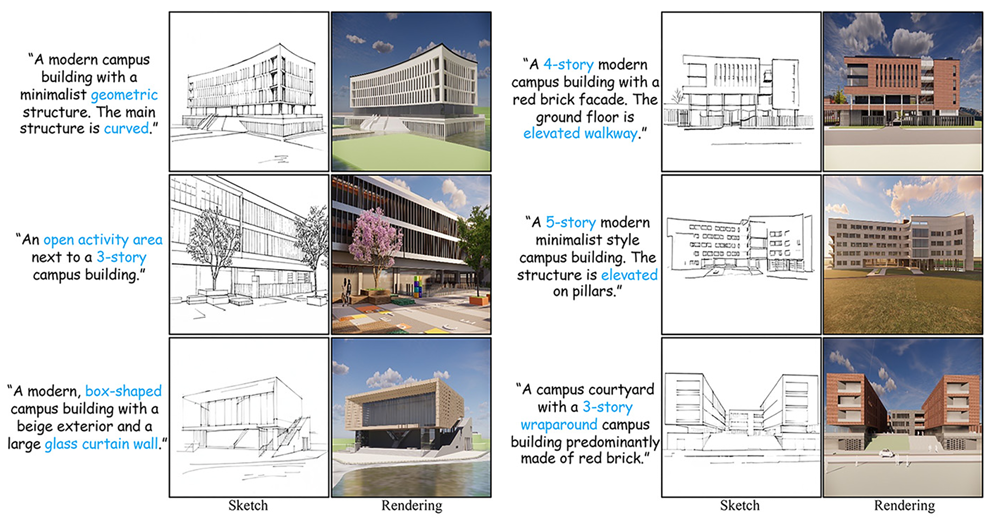 “A modern campus
building with a
minimalist geometric
structure. The main
structure is curved.”
“A 4-story modern
campus building with a
red brick facade. The
ground floor is
elevated walkway.”
“An open activity area
next to a 3-story
campus building.”
“A 5-story modern
minimalist style
campus building. The
structure is elevated
on pillars.”
“A modern, box-shaped
campus building with a
beige exterior and a
large glass curtain wall.”
“A campus courtyard
with a 3-story
wraparound campus
building predominantly
made of red brick.”
Sketch
Rendering
Sketch
Rendering